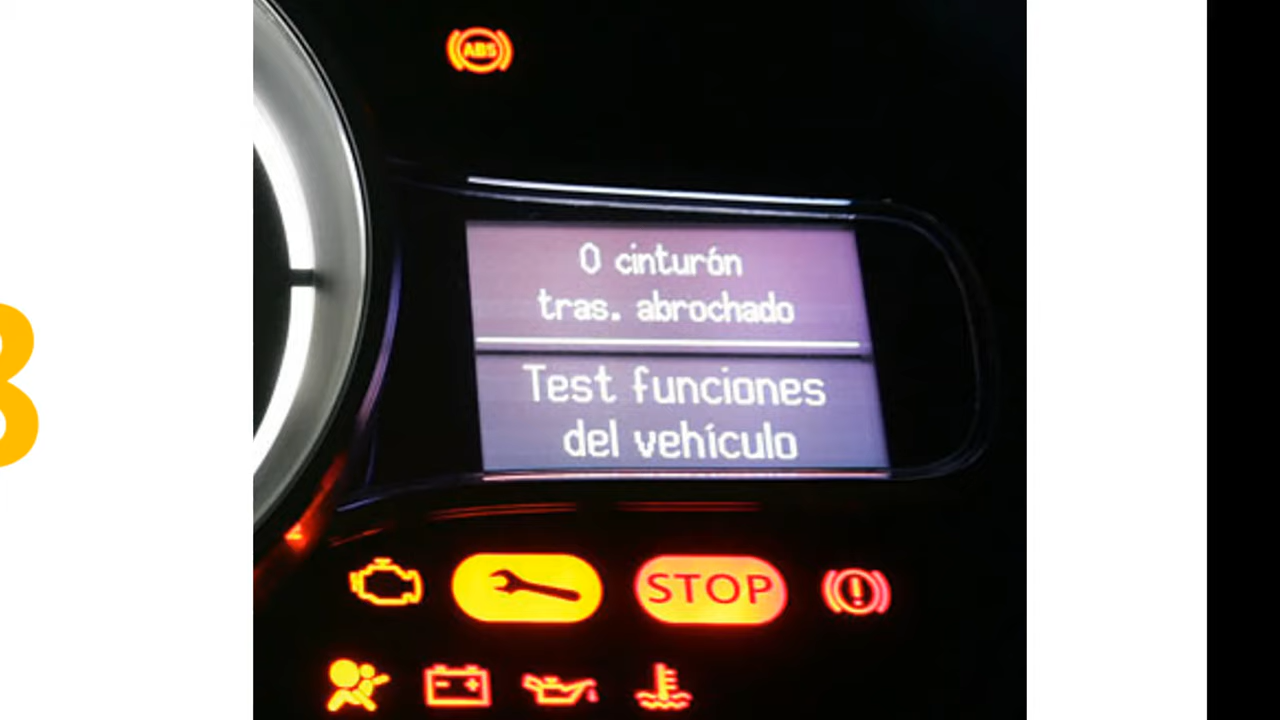 ABS
0 cinturón
tras. abrochado
Test funciones
del vehículo
STOP